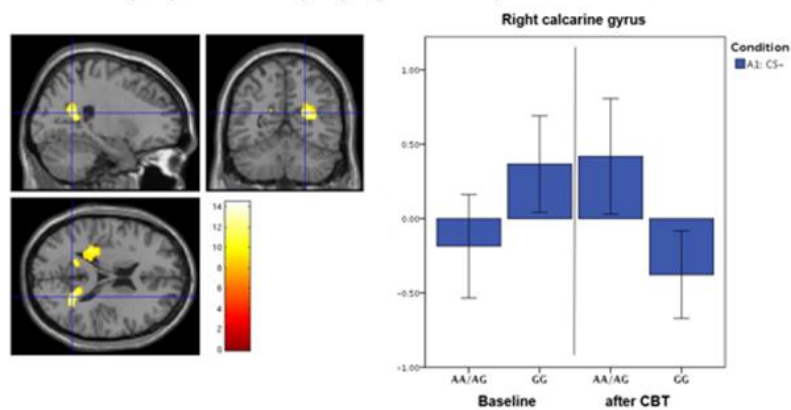 Right calcarine gyrus
Condition
A1: CS+
1.00
0.50
0.00
-0.50
-1.00
14
12
10
8
6
4
2
0
AA/AG GG AA/AG GG
Baseline after CBT